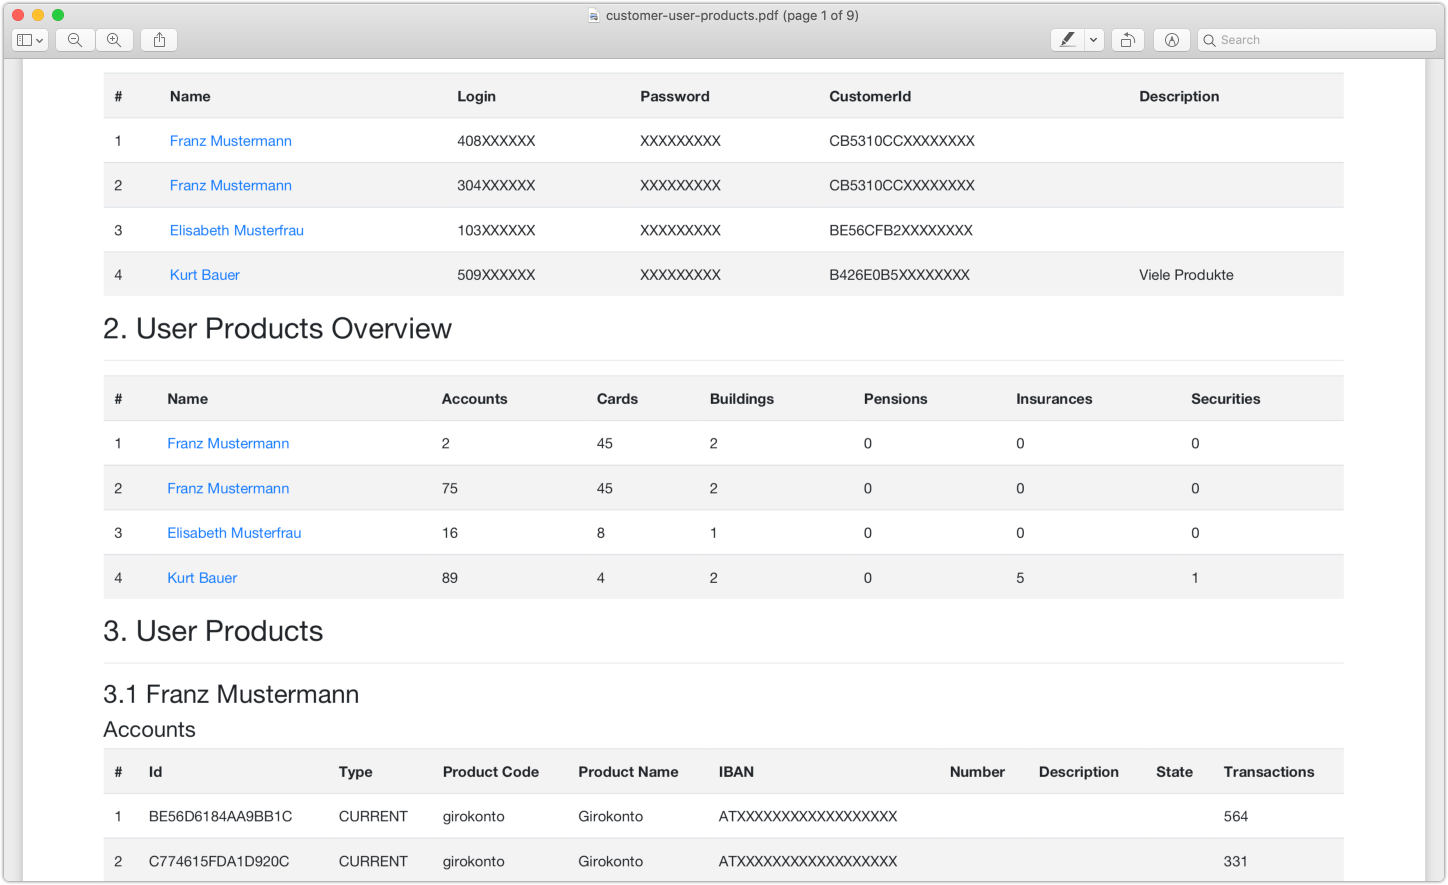 customer-user-products.pdf (page 1 of 9)
Search
# Name Login Password CustomerId Description
1 Franz Mustermann 408XXXXXX XXXXXXXXX CB5310CCXXXXXXXX
2 Franz Mustermann 304XXXXXX XXXXXXXXX CB5310CCXXXXXXXX
3 Elisabeth Musterfrau 103XXXXXX XXXXXXXXX BE56CFB2XXXXXXXX
4 Kurt Bauer 509XXXXXX XXXXXXXXX B426E0B5XXXXXXXX Viele Produkte
2. User Products Overview
# Name Accounts Cards Buildings Pensions Insurances Securities
1 Franz Mustermann 2 45 2 0 0 0
2 Franz Mustermann 75 45 2 0 0 0
3 Elisabeth Musterfrau 16 8 1 0 0 0
4 Kurt Bauer 89 4 2 0 5 1
3. User Products
3.1 Franz Mustermann
Accounts
# Id Type Product Code Product Name IBAN Number Description State Transactions
1 BE56D6184AA9BB1C CURRENT girokonto Girokonto ATXXXXXXXXXXXXXXXXXX 564
2 C774615FDA1D920C CURRENT girokonto Girokonto ATXXXXXXXXXXXXXXXXXX 331